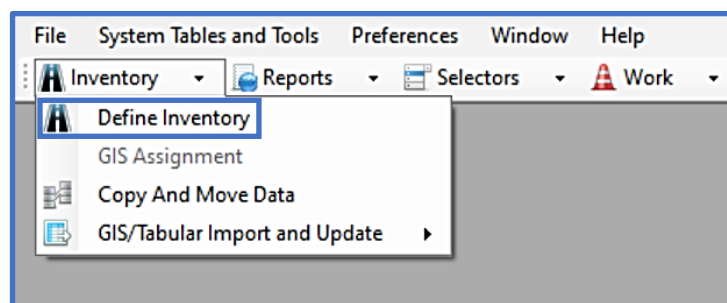 File System Tables and Tools Preferences Window Help
Inventory Reports Selectors Work
Define Inventory
GIS Assignment
Copy And Move Data
GIS/Tabular Import and Update